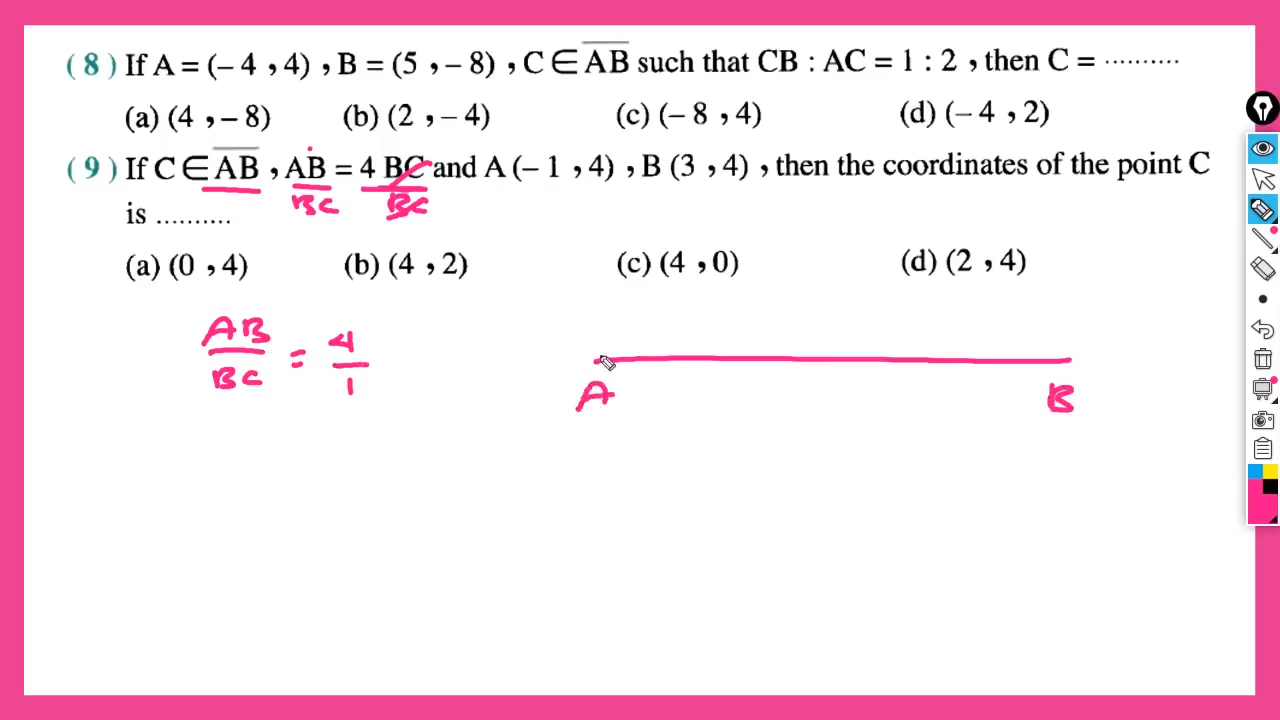 (8) If A = (– 4 , 4) , B = (5 , – 8) , C ∈ \overline{AB} such that CB : AC = 1 : 2 , then C = ··········
(a) (4 , – 8) (b) (2 , – 4) (c) (– 8 , 4) (d) (– 4 , 2)
(9) If C ∈ \overline{AB} , AB = 4 BC and A (– 1 , 4) , B (3 , 4) , then the coordinates of the point C
BC BC
is ..........
(a) (0 , 4) (b) (4 , 2) (c) (4 , 0) (d) (2 , 4)
AB/BC = 4/1
A B